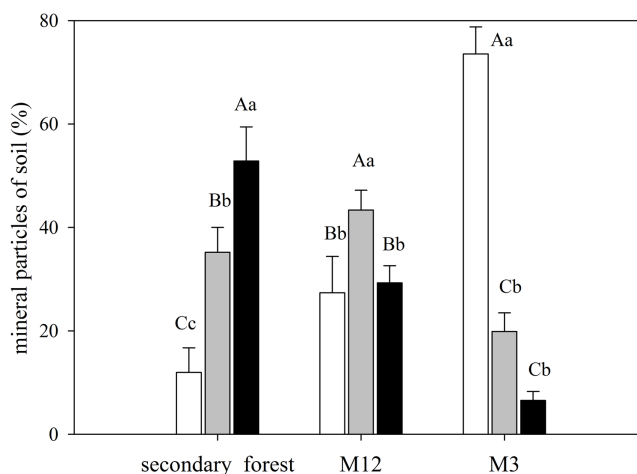 mineral particles of soil (%)
80
60
40
20
0
Cc
Bb
Aa
Bb
Aa
Bb
Aa
Cb
Cb
secondary forest
M12
M3